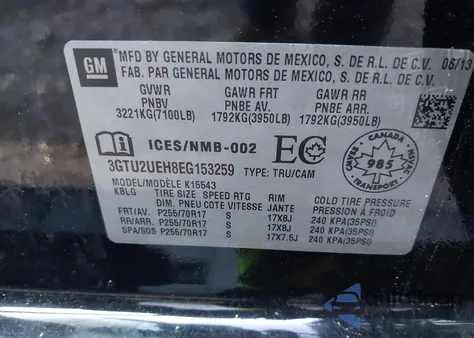 GM
MFD BY GENERAL MOTORS DE MEXICO, S. DE R.L. DE C.V. 06/13
FAB. PAR GENERAL MOTORS DE MEXICO, S. DE R.L. DE C.V.
GVWR GAWR FRT GAWR RR
PNBV PNBE AV. PNBE ARR.
3221KG(7100LB) 1792KG(3950LB) 1792KG(3950LB)
ICES/NMB-002 EC
3GTU2UEH8EG153259 TYPE: TRU/CAM
CANADA
VANCES
985
TRANSPORT
MODEL/MODÈLE K15543
KBLG TIRE SIZE SPEED RTG RIM COLD TIRE PRESSURE
DIM. PNEU COTE VITESSE JANTE PRESSION À FROID
FRT/AV. P255/70R17 S 17X8J 240 KPA(35PSI)
RR/ARR. P255/70R17 S 17X8J 240 KPA(35PSI)
SPA/SOS P255/70R17 S 17X7.5J 240 KPA(35PSI)